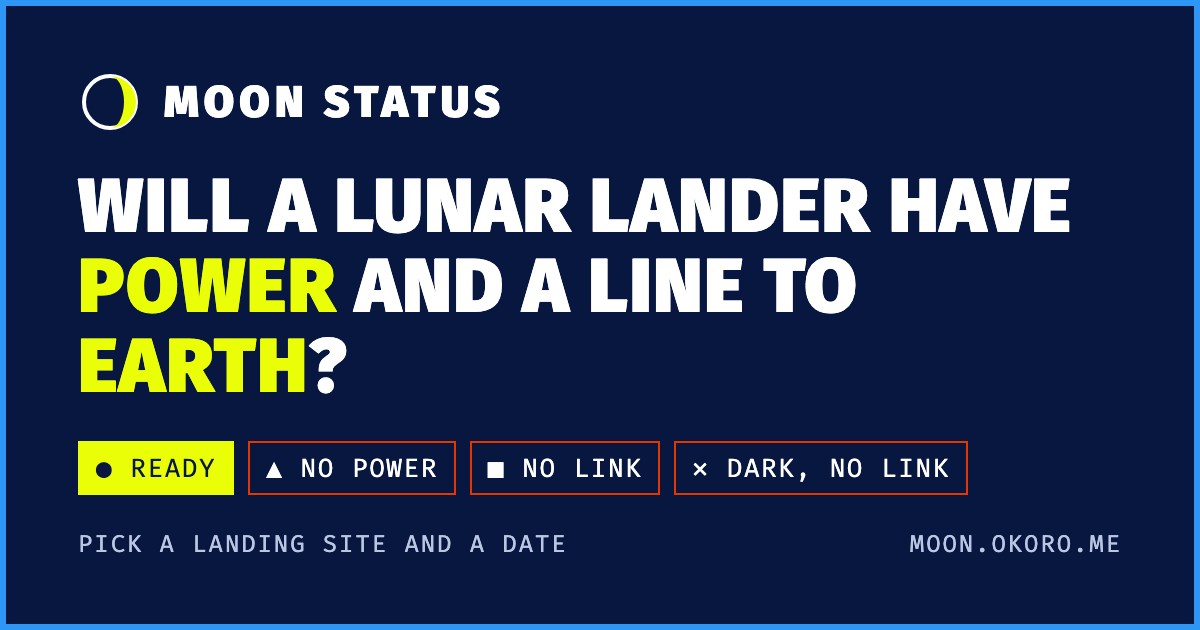 MOON STATUS
WILL A LUNAR LANDER HAVE
POWER AND A LINE TO
EARTH?
● READY ▲ NO POWER ■ NO LINK × DARK, NO LINK
PICK A LANDING SITE AND A DATE MOON.OKORO.ME